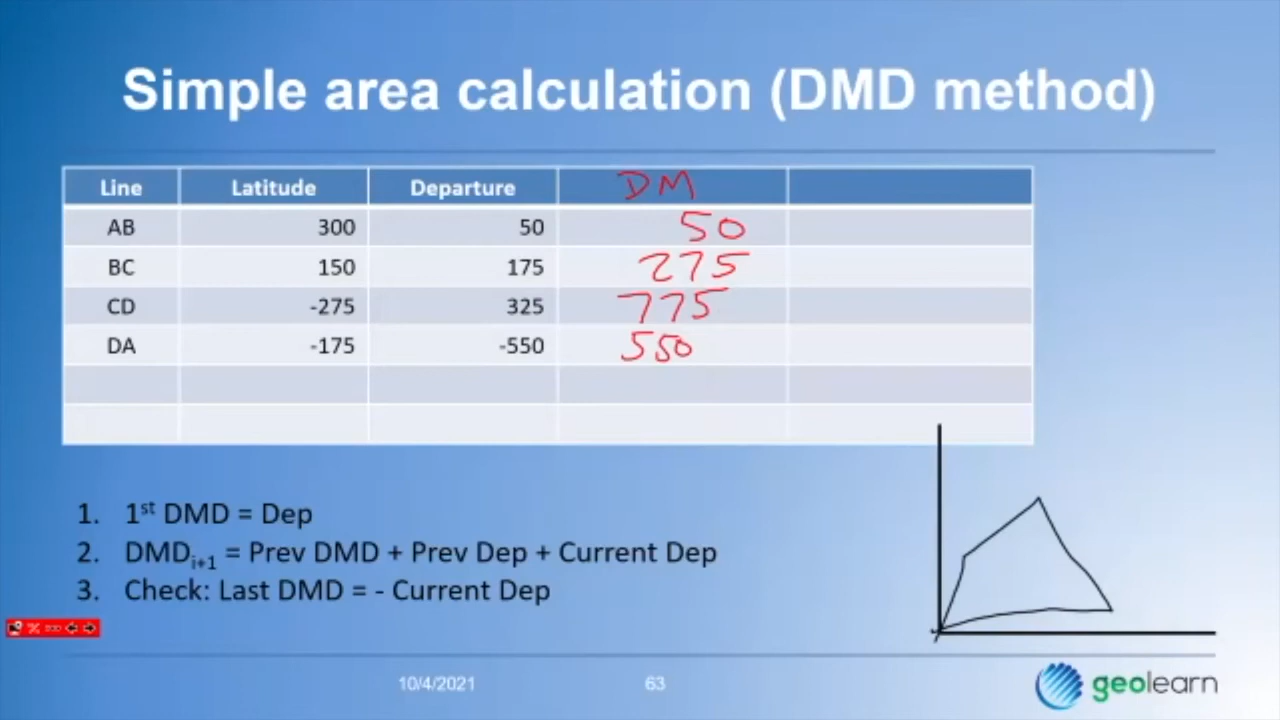 Simple area calculation (DMD method)
Line Latitude Departure DM
AB 300 50 50
BC 150 175 275
CD -275 325 775
DA -175 -550 550
1. 1st DMD = Dep
2. DMDi+1 = Prev DMD + Prev Dep + Current Dep
3. Check: Last DMD = - Current Dep
10/4/2021 63 geolearn